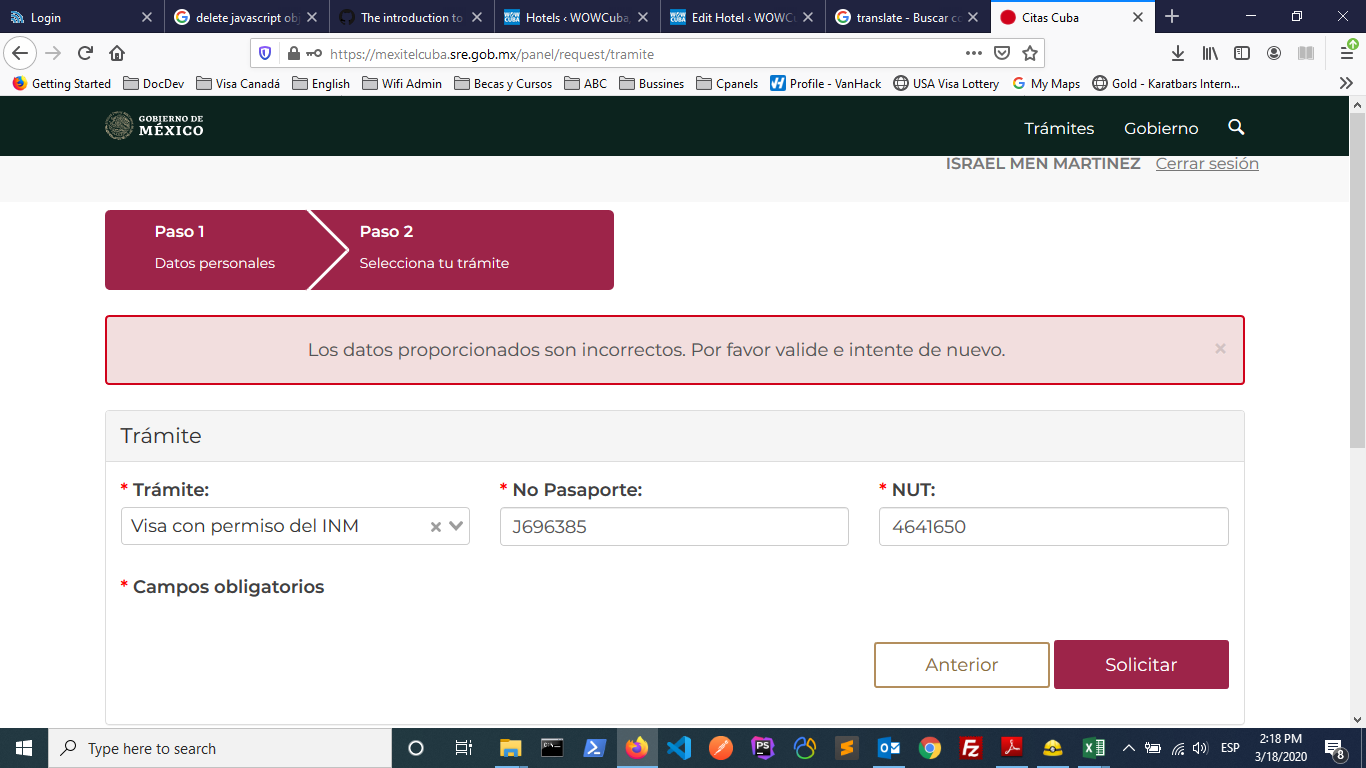 Login
delete javascript obj
The introduction to
Hotels ‹ WOWCuba,
Edit Hotel ‹ WOWCu
translate - Buscar co
Citas Cuba
https://mexitelcuba.sre.gob.mx/panel/request/tramite
Getting Started
DocDev
Visa Canadá
English
Wifi Admin
Becas y Cursos
ABC
Bussines
Cpanels
Profile - VanHack
USA Visa Lottery
My Maps
Gold - Karatbars Intern...
GOBIERNO DE
MÉXICO
Trámites
Gobierno
ISRAEL MEN MARTINEZ
Cerrar sesión
Paso 1
Datos personales
Paso 2
Selecciona tu trámite
Los datos proporcionados son incorrectos. Por favor valide e intente de nuevo.
Trámite
* Trámite:
Visa con permiso del INM
* No Pasaporte:
J696385
* NUT:
4641650
* Campos obligatorios
Anterior
Solicitar
Type here to search
ESP
2:18 PM
3/18/2020
8